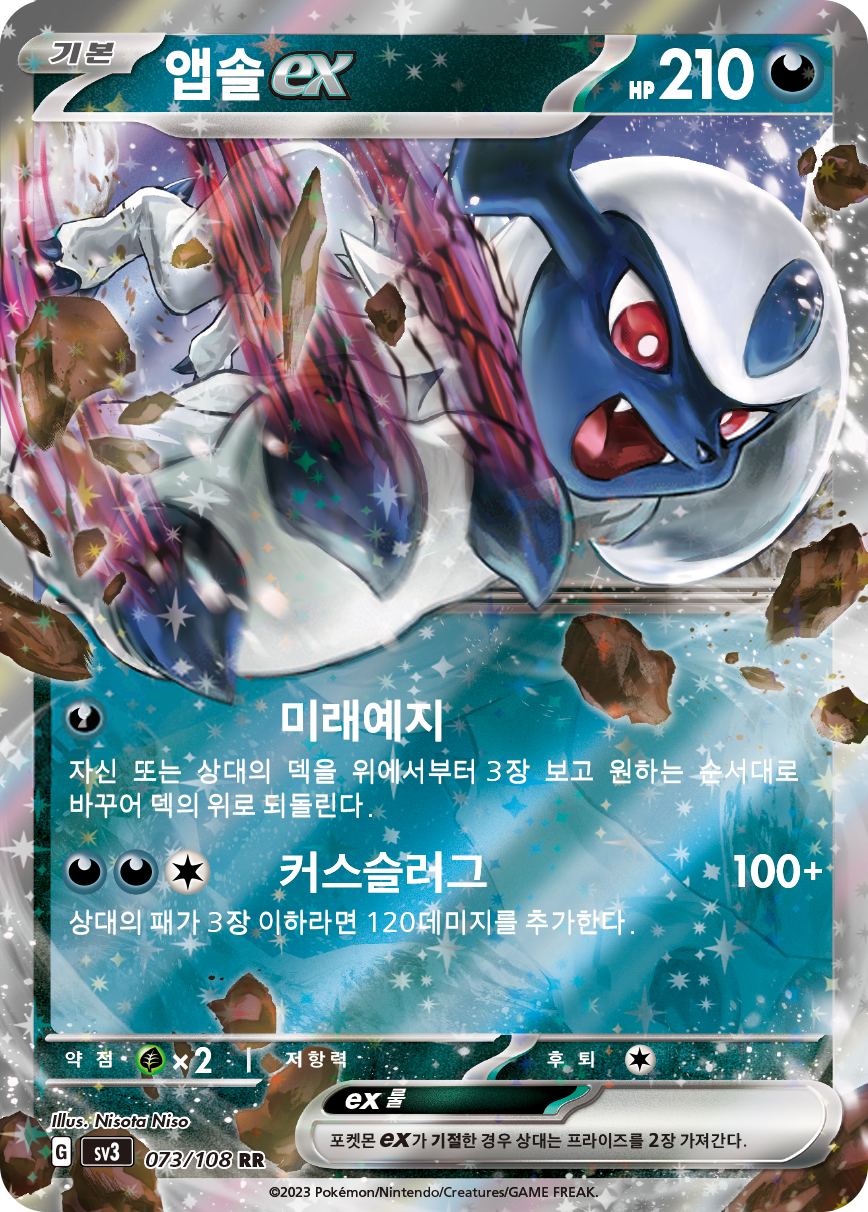 기본 앱솔 ex HP 210
미래예지
자신 또는 상대의 덱을 위에서부터 3장 보고 원하는 순서대로
바꾸어 덱의 위로 되돌린다.
커스슬러그 100+
상대의 패가 3장 이하라면 120데미지를 추가한다.
약점 ×2 저항력 후퇴
ex 룰
포켓몬 ex가 기절한 경우 상대는 프라이즈를 2장 가져간다.
Illus. Nisota Niso
G sv3 073/108 RR
©2023 Pokémon/Nintendo/Creatures/GAME FREAK.